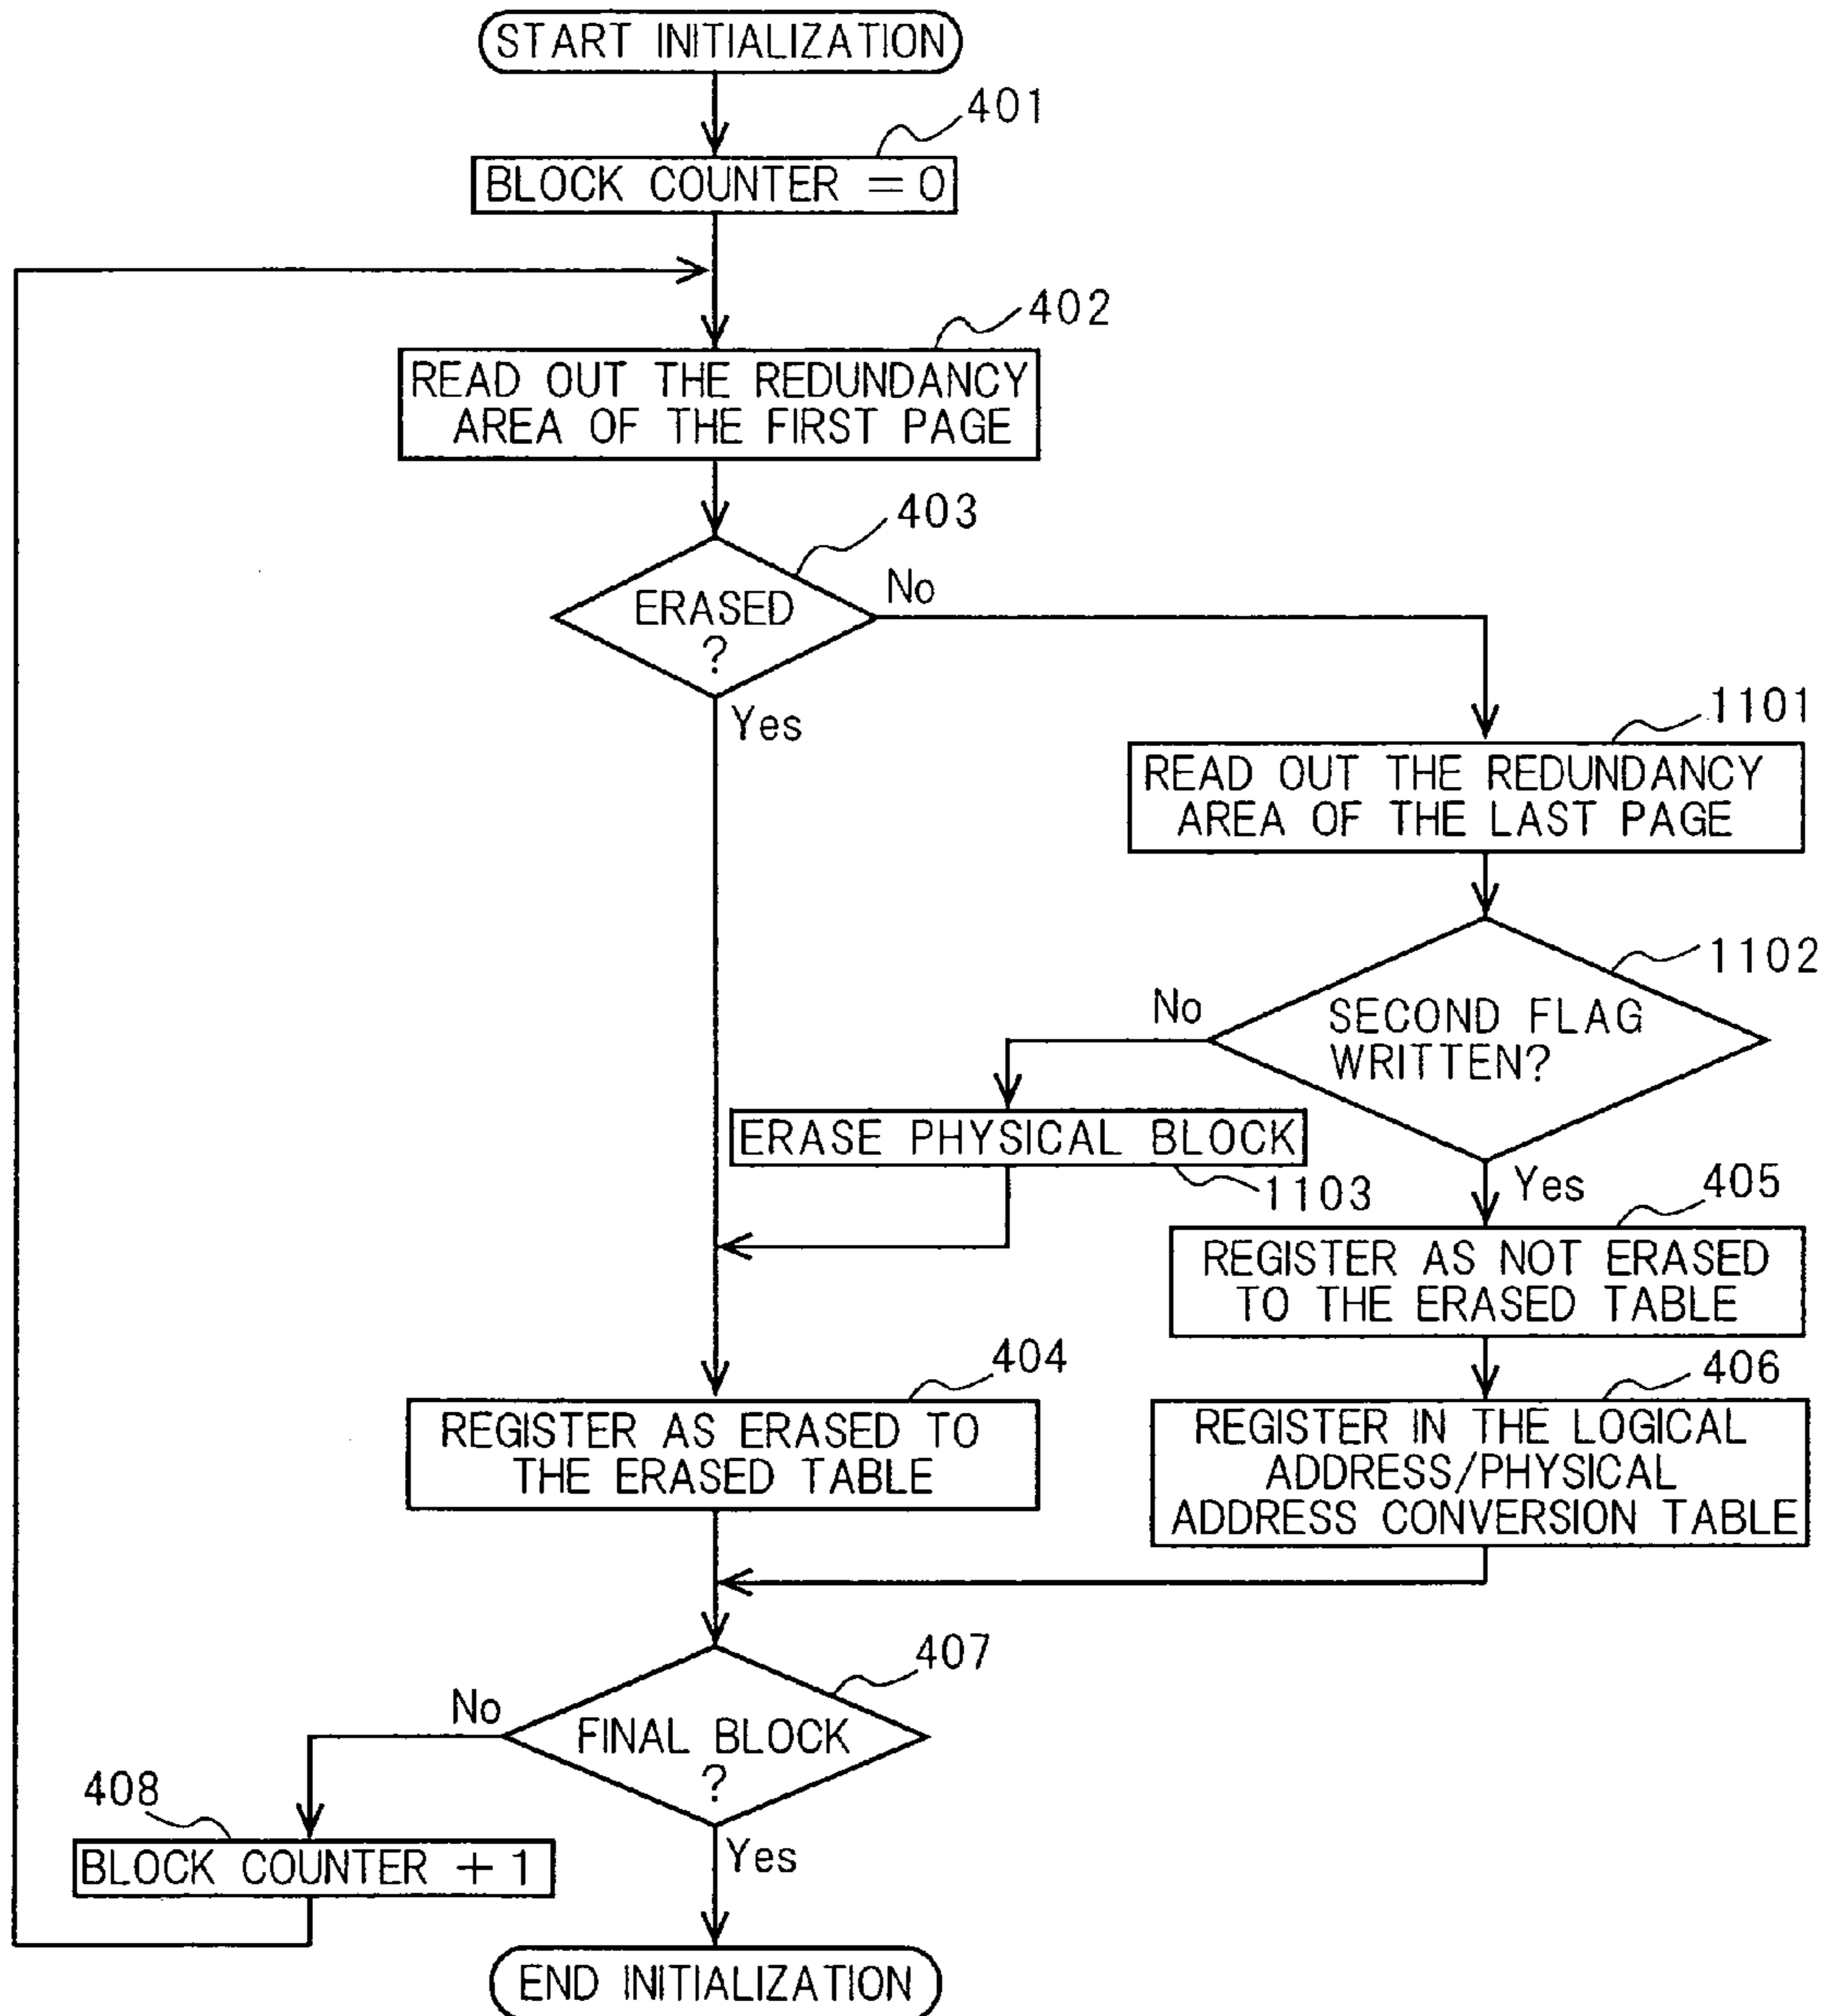 START INITIALIZATION
401
BLOCK COUNTER = 0
402
READ OUT THE REDUNDANCY
AREA OF THE FIRST PAGE
403
ERASED
?
No
Yes
1101
READ OUT THE REDUNDANCY
AREA OF THE LAST PAGE
1102
SECOND FLAG
WRITTEN?
No
ERASE PHYSICAL BLOCK
1103
Yes
405
REGISTER AS NOT ERASED
TO THE ERASED TABLE
404
REGISTER AS ERASED TO
THE ERASED TABLE
406
REGISTER IN THE LOGICAL
ADDRESS/PHYSICAL
ADDRESS CONVERSION TABLE
407
FINAL BLOCK
?
No
408
BLOCK COUNTER + 1
Yes
END INITIALIZATION